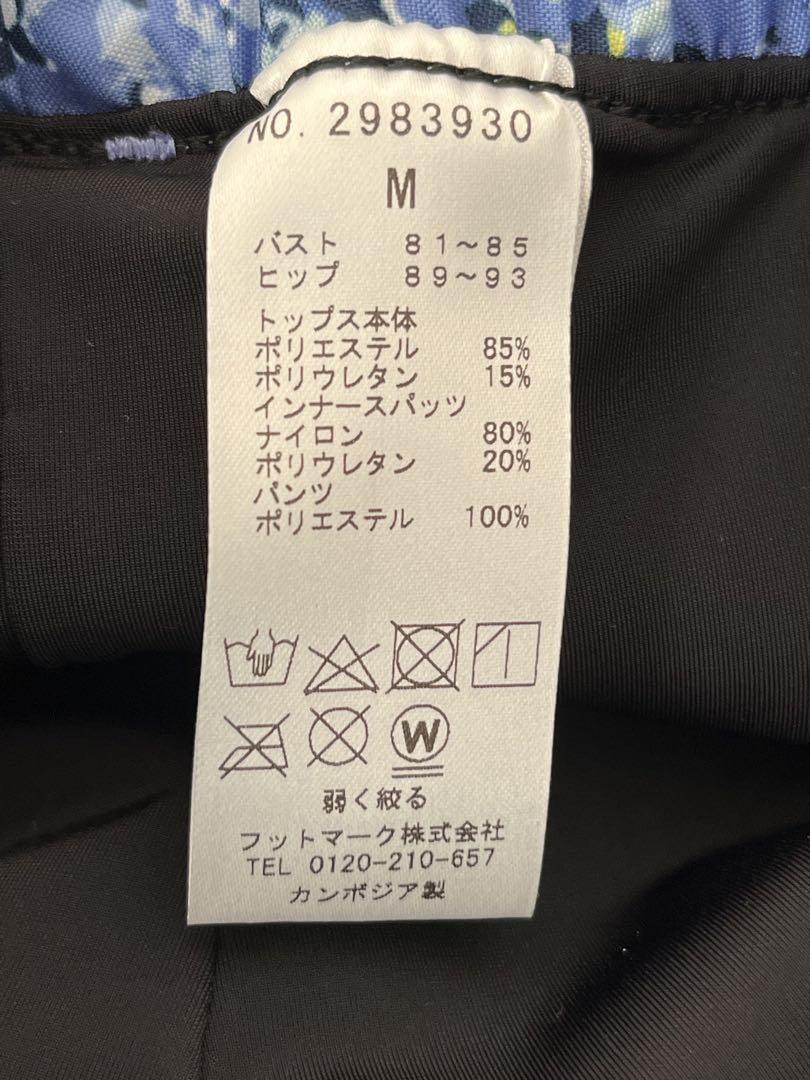 NO. 2983930
M
バスト 81~85
ヒップ 89~93
トップス本体
ポリエステル 85%
ポリウレタン 15%
インナースパッツ
ナイロン 80%
ポリウレタン 20%
パンツ
ポリエステル 100%
W
弱く絞る
フットマーク株式会社
TEL 0120-210-657
カンボジア製